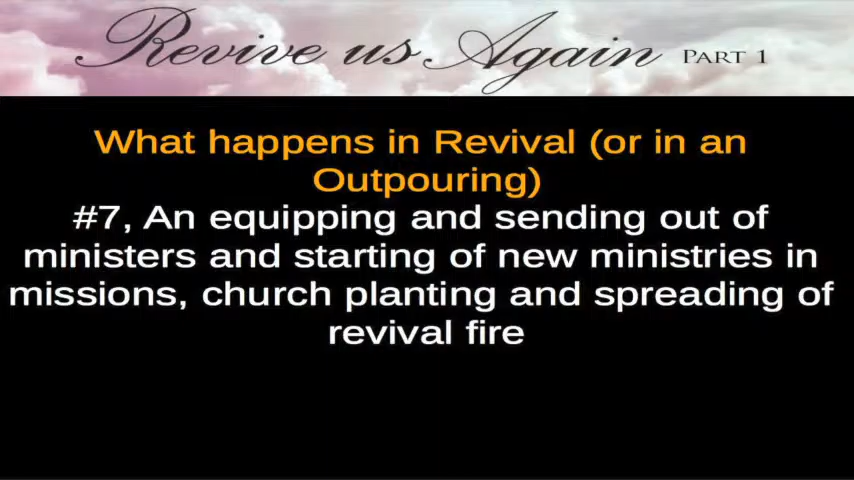 Revive us Again PART 1
What happens in Revival (or in an
Outpouring)
#7, An equipping and sending out of
ministers and starting of new ministries in
missions, church planting and spreading of
revival fire